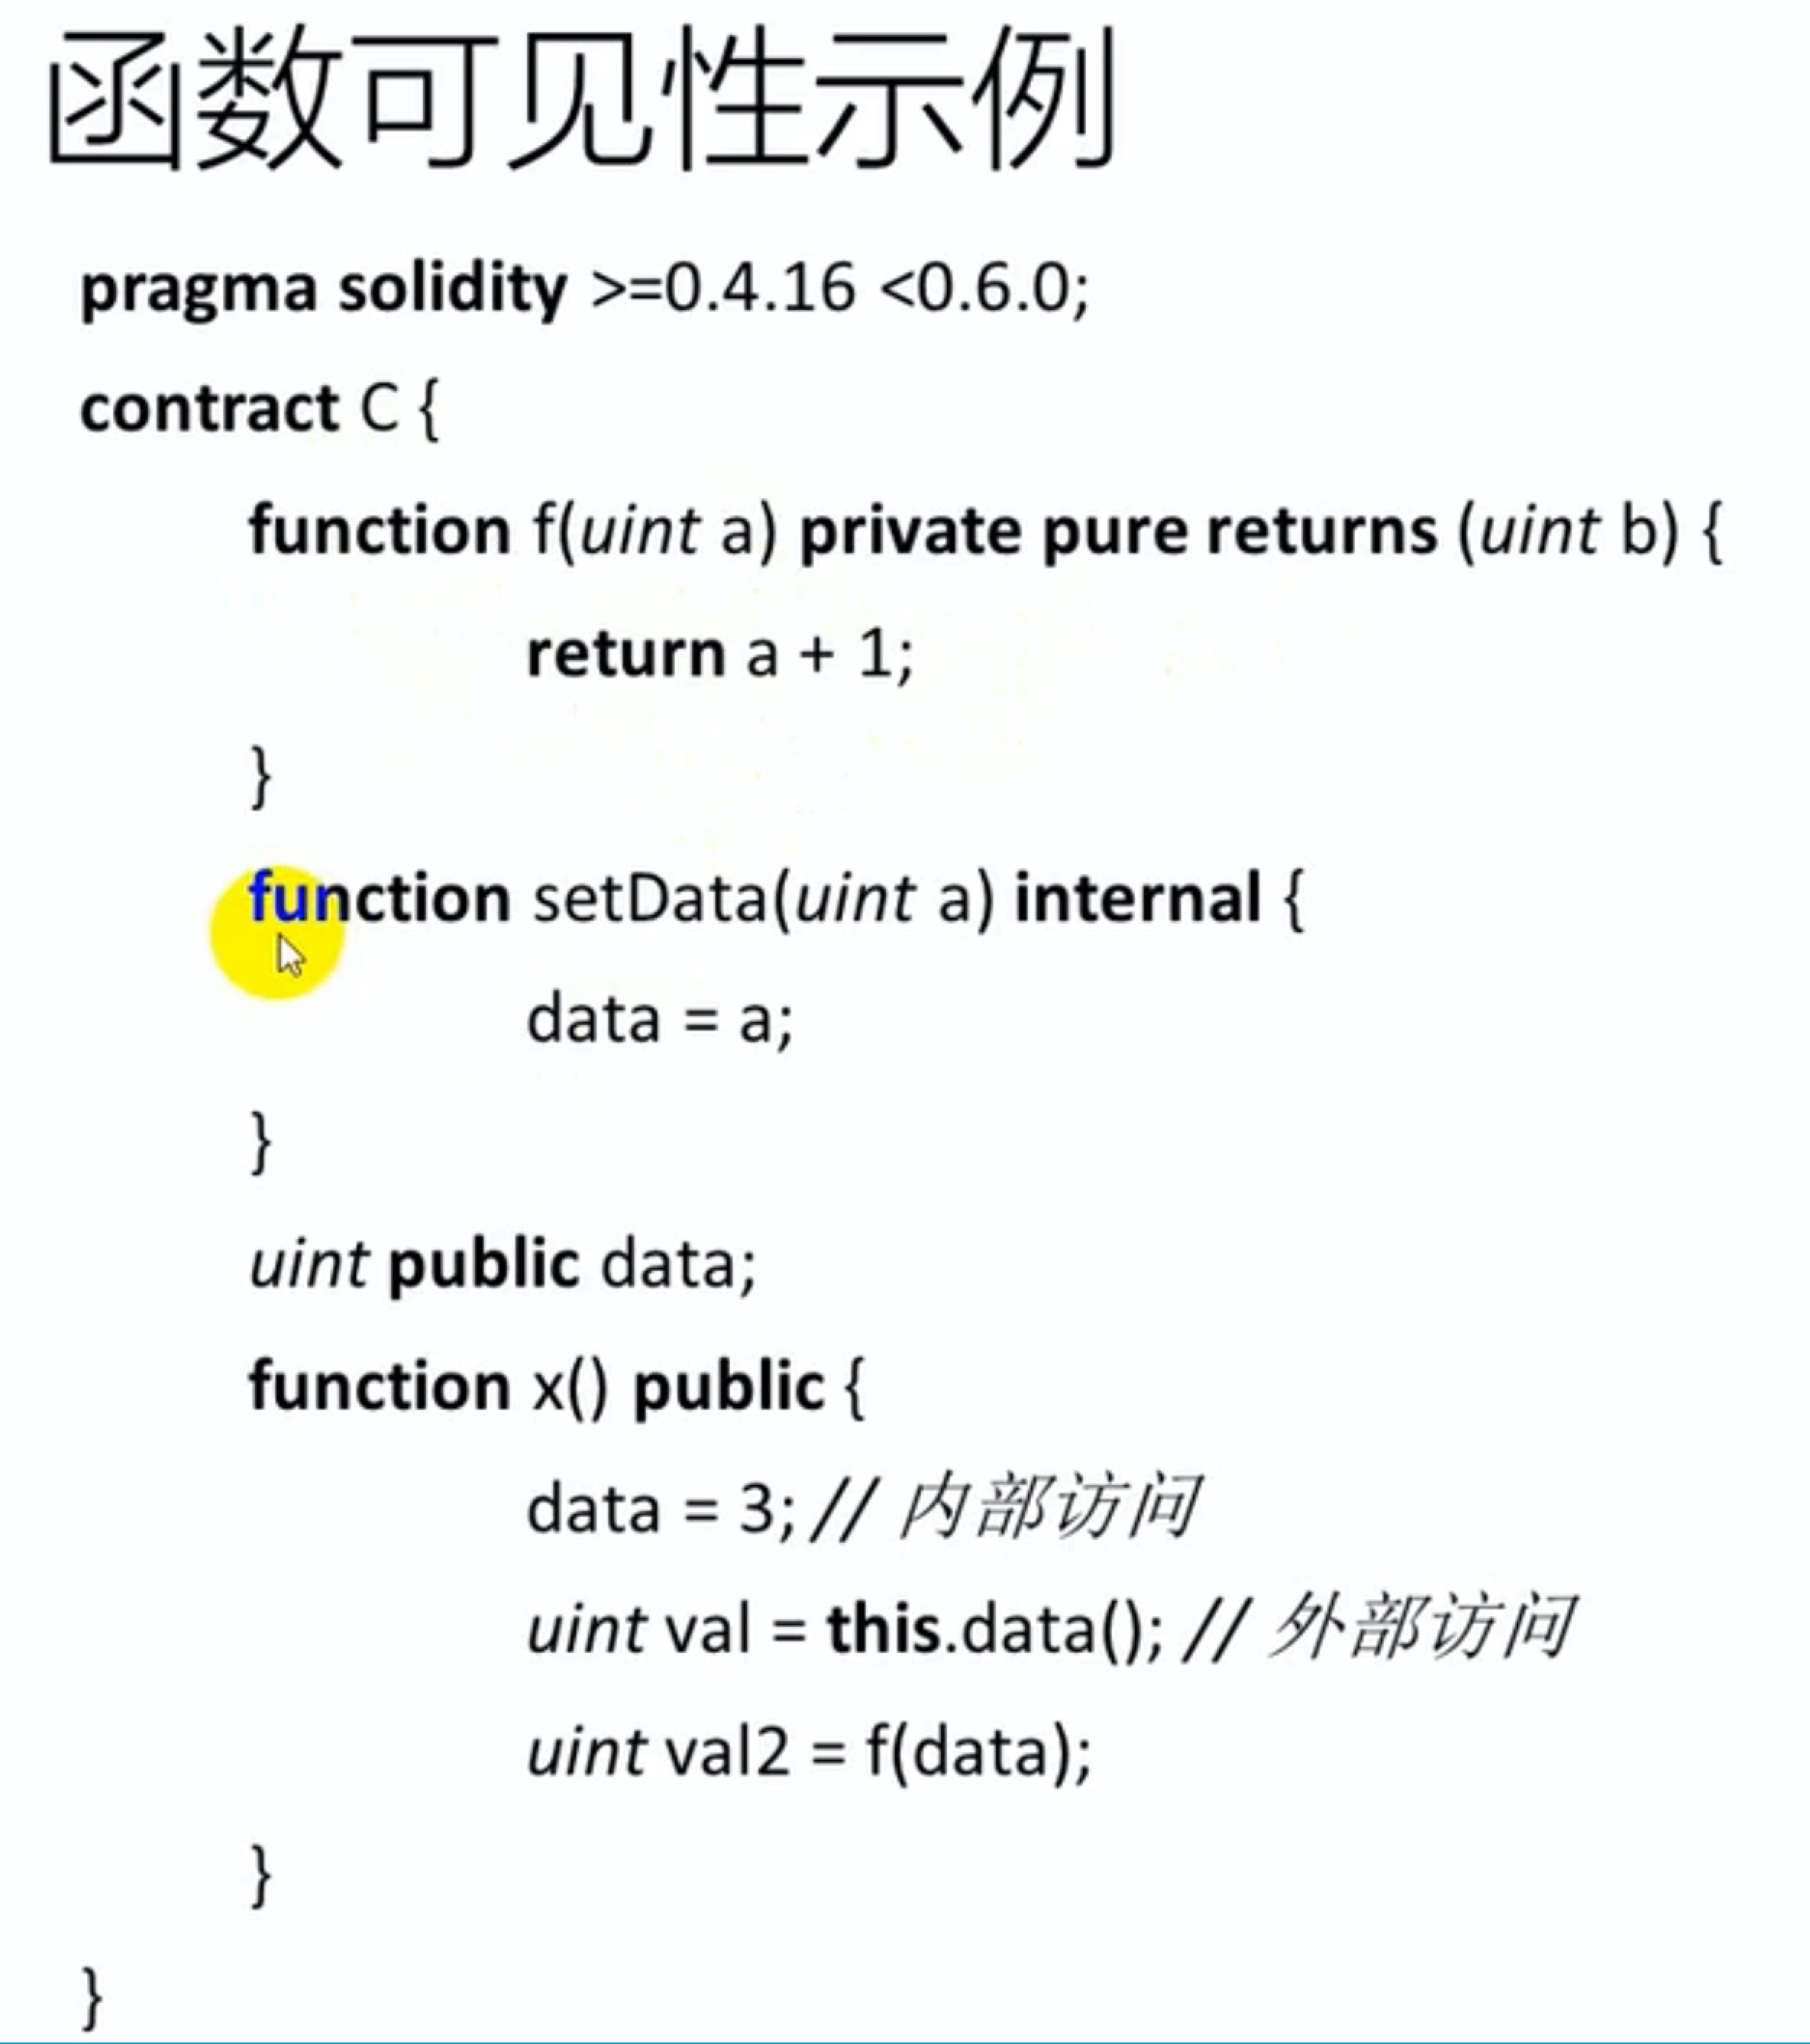 函数可见性示例
pragma solidity >=0.4.16 <0.6.0;
contract C {
function f(uint a) private pure returns (uint b) {
return a + 1;
}
function setData(uint a) internal {
data = a;
}
uint public data;
function x() public {
data = 3; // 内部访问
uint val = this.data(); // 外部访问
uint val2 = f(data);
}
}